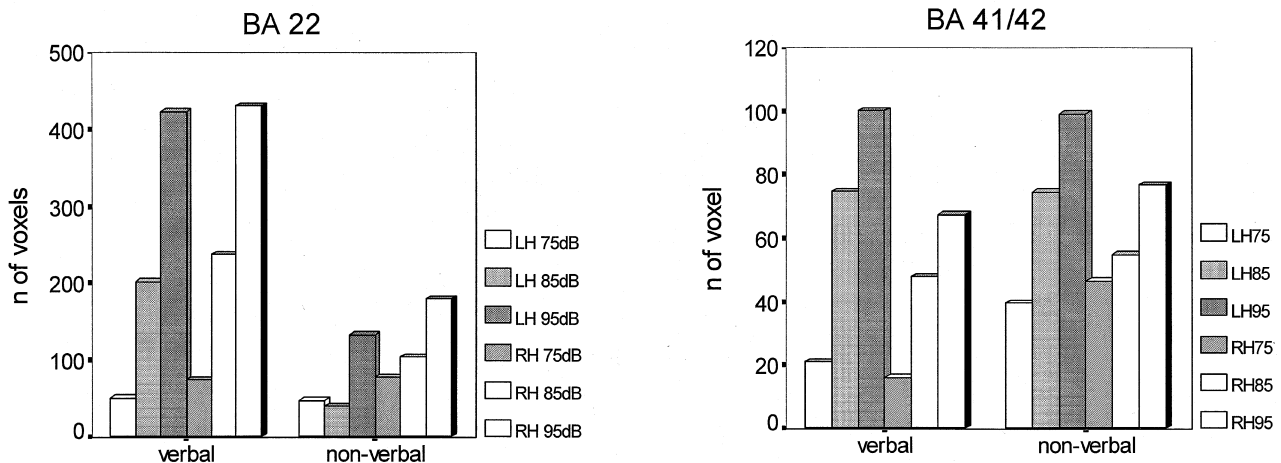 BA 22
n of voxels
500
400
300
200
100
0
verbal
non-verbal
LH 75dB
LH 85dB
LH 95dB
RH 75dB
RH 85dB
RH 95dB
BA 41/42
n of voxel
120
100
80
60
40
20
0
verbal
non-verbal
LH75
LH85
LH95
RH75
RH85
RH95